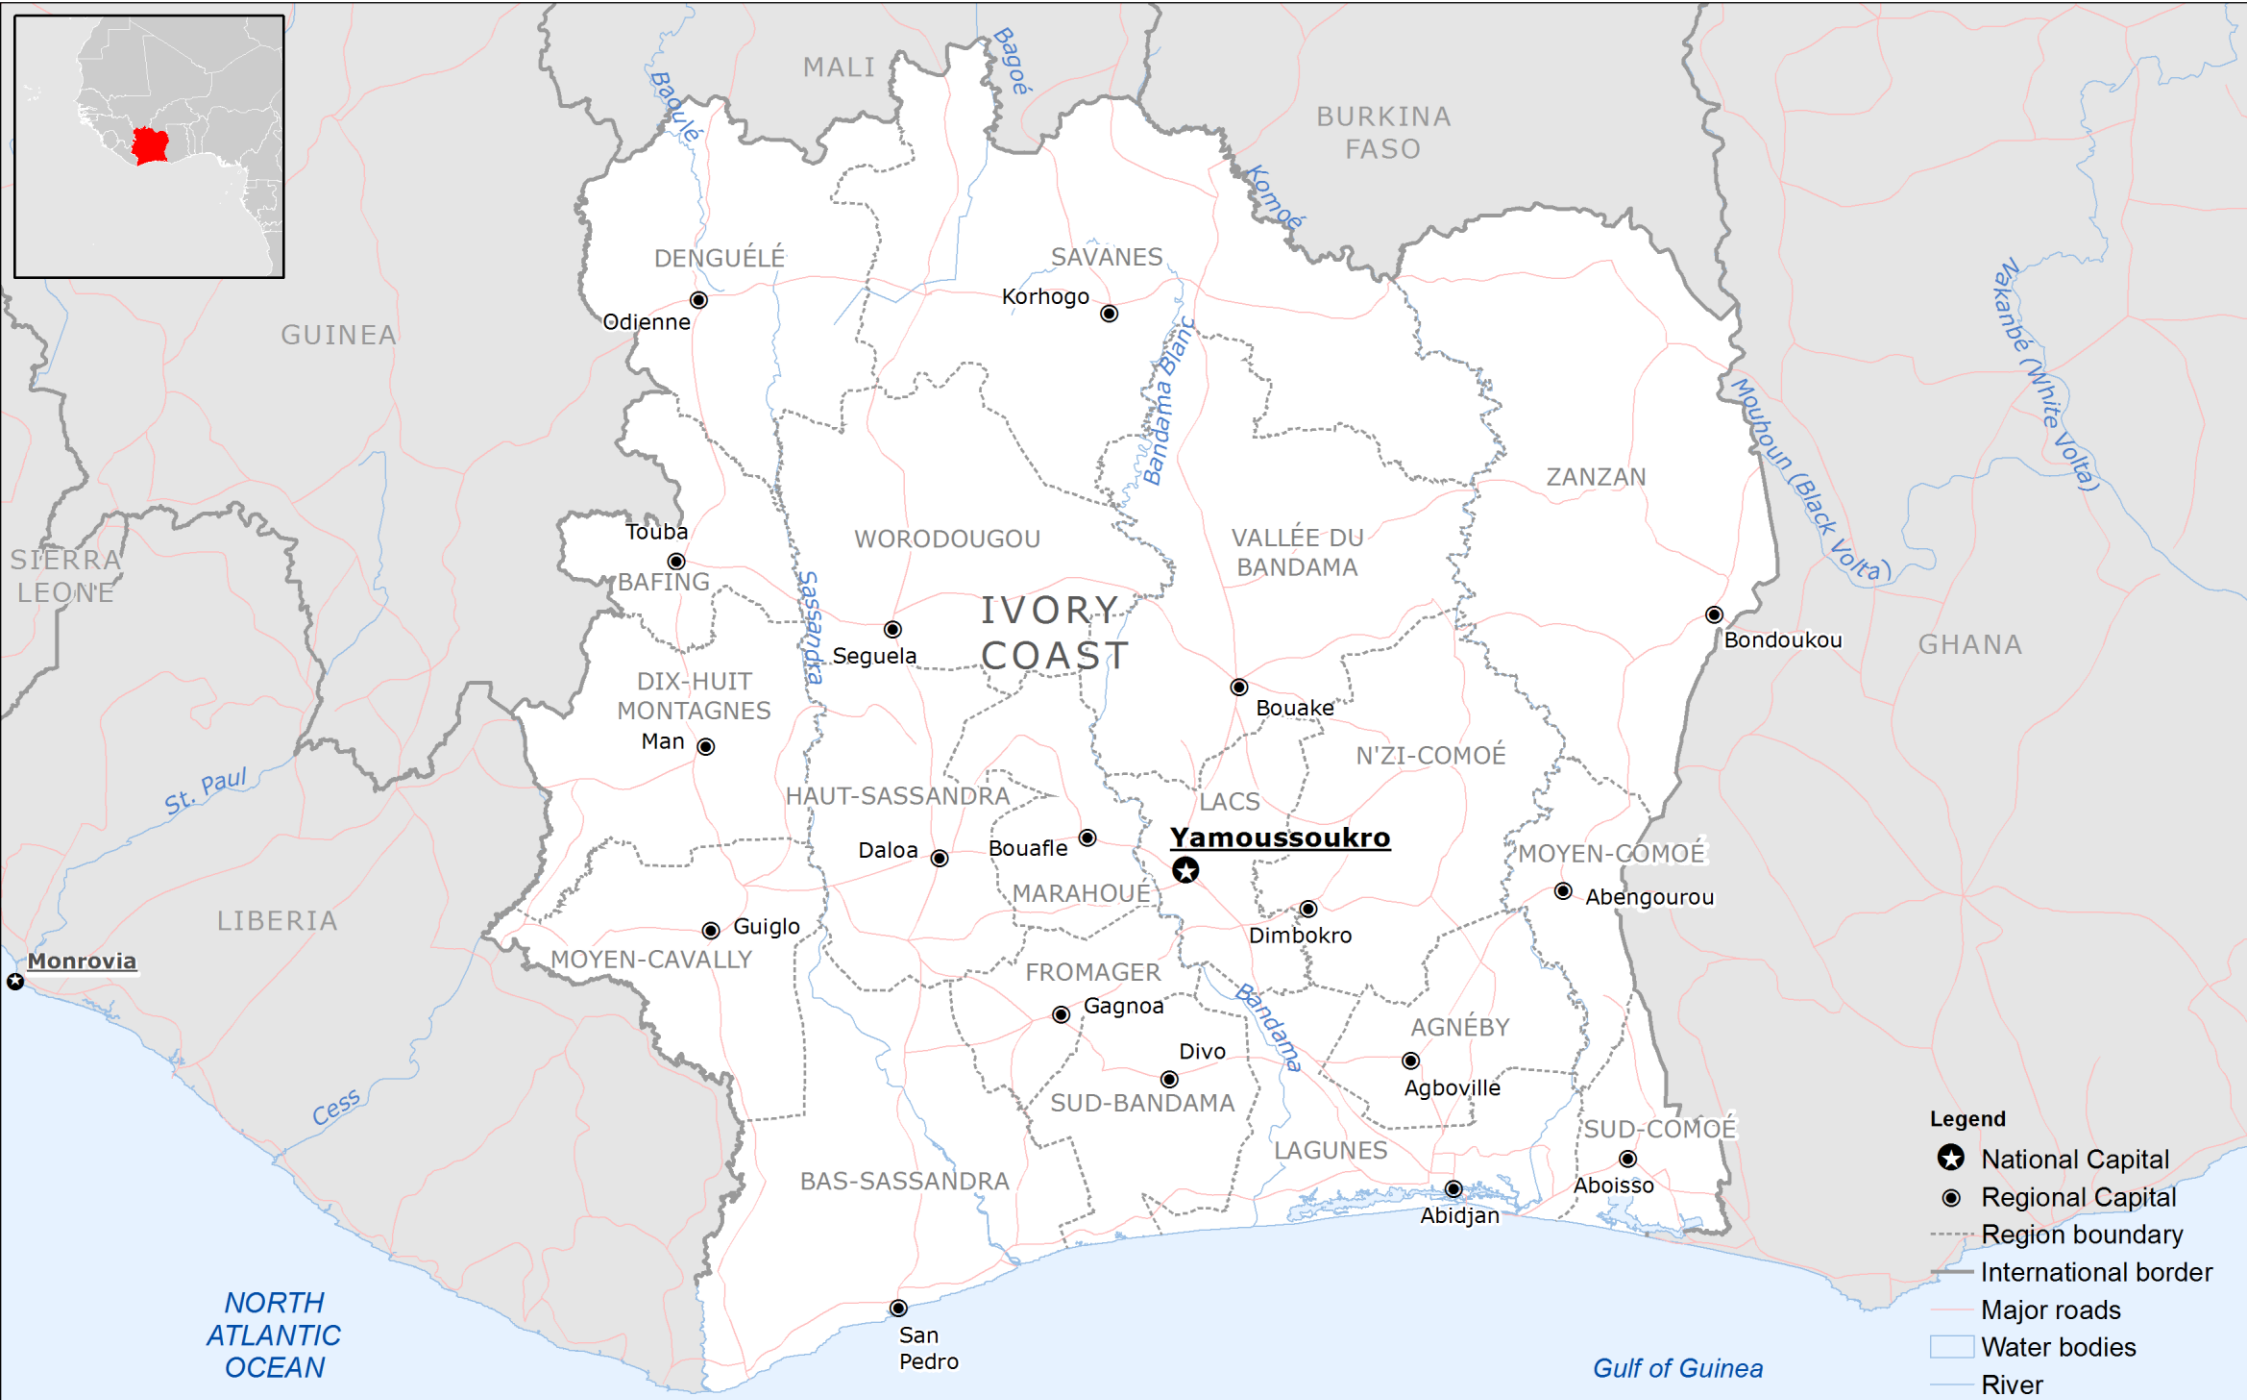 MALI
Bagoé
Baoulé
BURKINA
FASO
Komoé
DENGUÉLÉ
SAVANES
Korhogo
Odienne
GUINEA
Bandama Blanc
Nakanbé (White Volta)
Mouhoun (Black Volta)
ZANZAN
Touba
BAFING
WORODOUGOU
VALLÉE DU
BANDAMA
SIERRA
LEONE
Sassandra
IVORY
COAST
Seguela
Bondoukou
GHANA
DIX-HUIT
MONTAGNES
Man
Bouake
N'ZI-COMOÉ
St. Paul
HAUT-SASSANDRA
LACS
Yamoussoukro
Daloa
Bouafle
MARAHOUE
MOYEN-COMOÉ
Abengourou
LIBERIA
Guiglo
Dimbokro
MOYEN-CAVALLY
Monrovia
FROMAGER
Gagnoa
Bandama
AGNÉBY
Divo
Agboville
Cess
SUD-BANDAMA
LAGUNES
SUD-COMOÉ
BAS-SASSANDRA
Aboisso
Abidjan
San
Pedro
NORTH
ATLANTIC
OCEAN
Gulf of Guinea
Legend
National Capital
Regional Capital
Region boundary
International border
Major roads
Water bodies
River